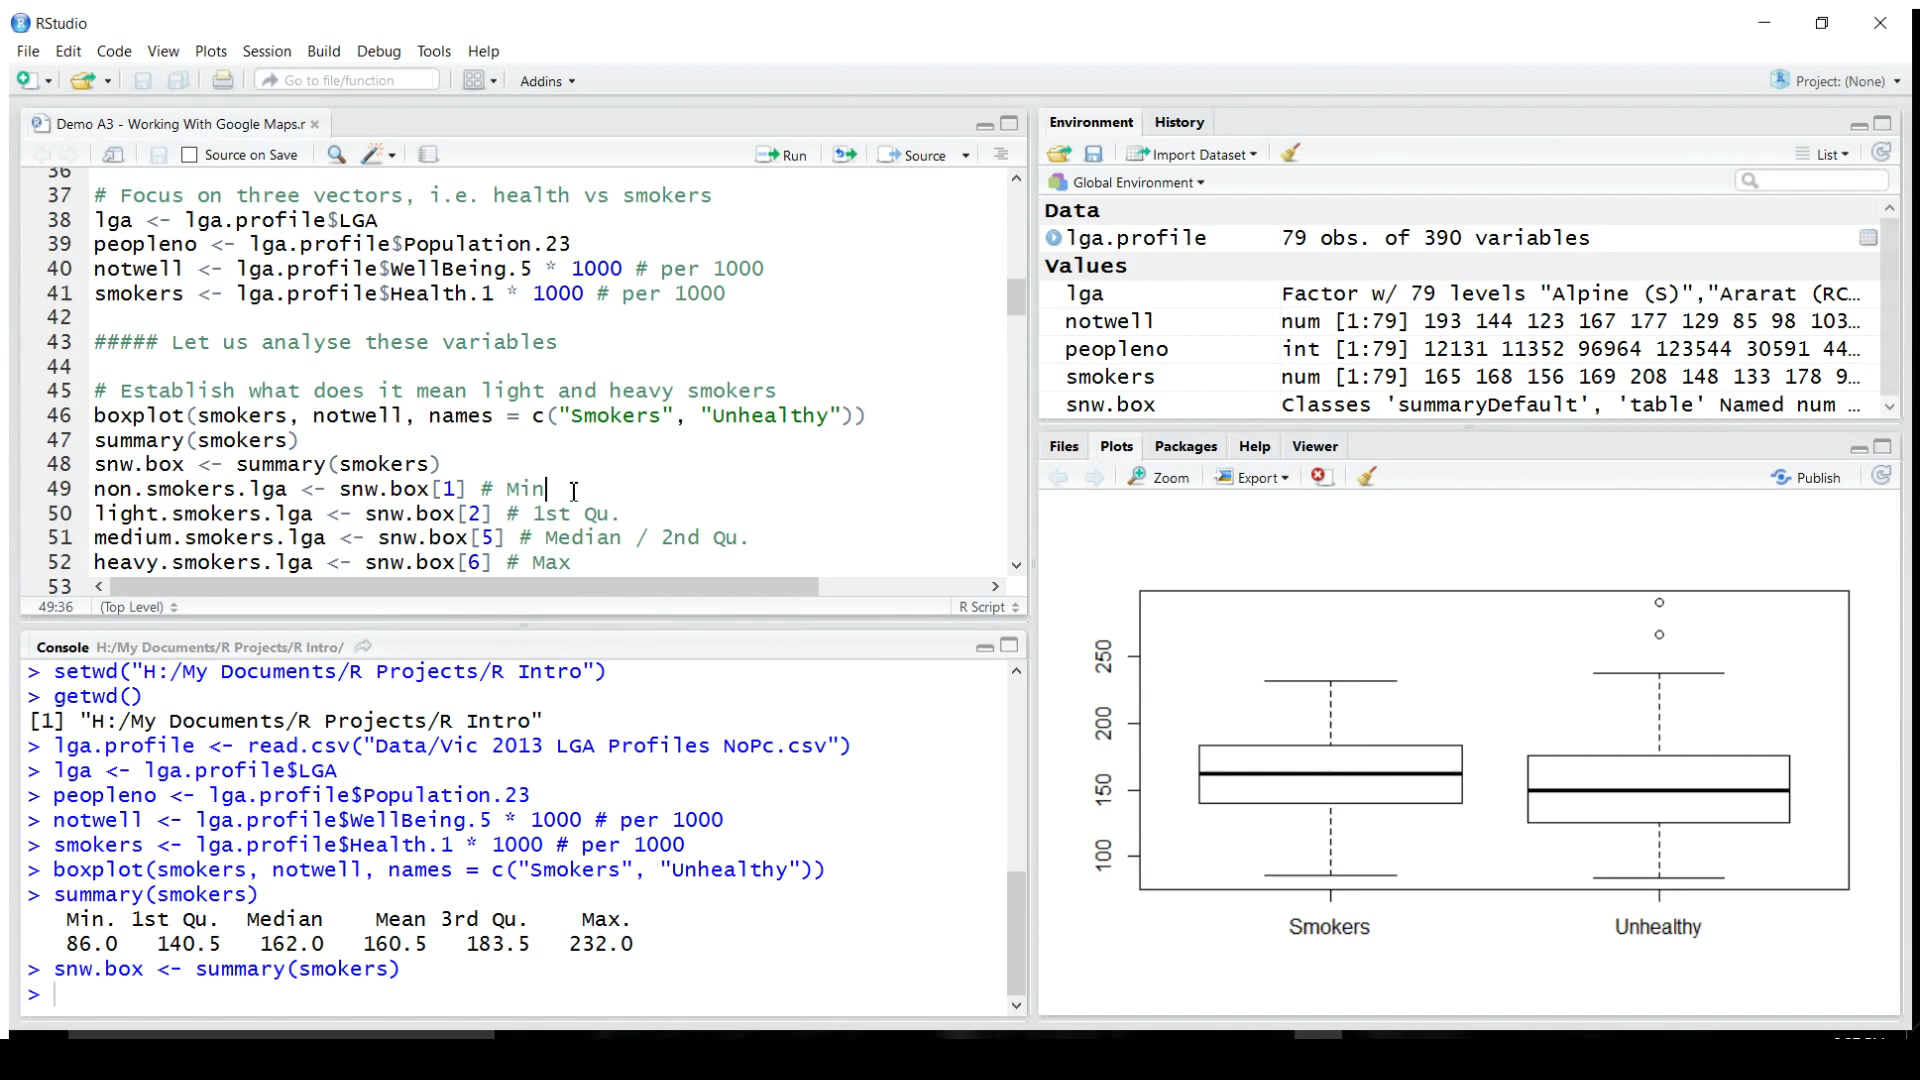 RStudio
File Edit Code View Plots Session Build Debug Tools Help
Go to file/function Addins Project: (None)
Demo A3 - Working With Google Maps.r
Source on Save Run Source
36
37 # Focus on three vectors, i.e. health vs smokers
38 lga <- lga.profile$LGA
39 peopleno <- lga.profile$Population.23
40 notwell <- lga.profile$WellBeing.5 * 1000 # per 1000
41 smokers <- lga.profile$Health.1 * 1000 # per 1000
42
43 ##### Let us analyse these variables
44
45 # Establish what does it mean light and heavy smokers
46 boxplot(smokers, notwell, names = c("Smokers", "Unhealthy"))
47 summary(smokers)
48 snw.box <- summary(smokers)
49 non.smokers.lga <- snw.box[1] # Min
50 light.smokers.lga <- snw.box[2] # 1st Qu.
51 medium.smokers.lga <- snw.box[5] # Median / 2nd Qu.
52 heavy.smokers.lga <- snw.box[6] # Max
53
49:36 (Top Level) R Script
Console H:/My Documents/R Projects/R Intro/
> setwd("H:/My Documents/R Projects/R Intro")
> getwd()
[1] "H:/My Documents/R Projects/R Intro"
> lga.profile <- read.csv("Data/Vic 2013 LGA Profiles NoPc.csv")
> lga <- lga.profile$LGA
> peopleno <- lga.profile$Population.23
> notwell <- lga.profile$WellBeing.5 * 1000 # per 1000
> smokers <- lga.profile$Health.1 * 1000 # per 1000
> boxplot(smokers, notwell, names = c("Smokers", "Unhealthy"))
> summary(smokers)
Min. 1st Qu. Median Mean 3rd Qu. Max.
86.0 140.5 162.0 160.5 183.5 232.0
> snw.box <- summary(smokers)
>
Environment History
Import Dataset List
Global Environment
Data
lga.profile 79 obs. of 390 variables
Values
lga Factor w/ 79 levels "Alpine (S)","Ararat (RC…
notwell num [1:79] 193 144 123 167 177 129 85 98 103…
peopleno int [1:79] 12131 11352 96964 123544 30591 44…
smokers num [1:79] 165 168 156 169 208 148 133 178 9…
snw.box Classes 'summaryDefault', 'table' Named num …
Files Plots Packages Help Viewer
Zoom Export Publish
250
200
150
100
Smokers Unhealthy